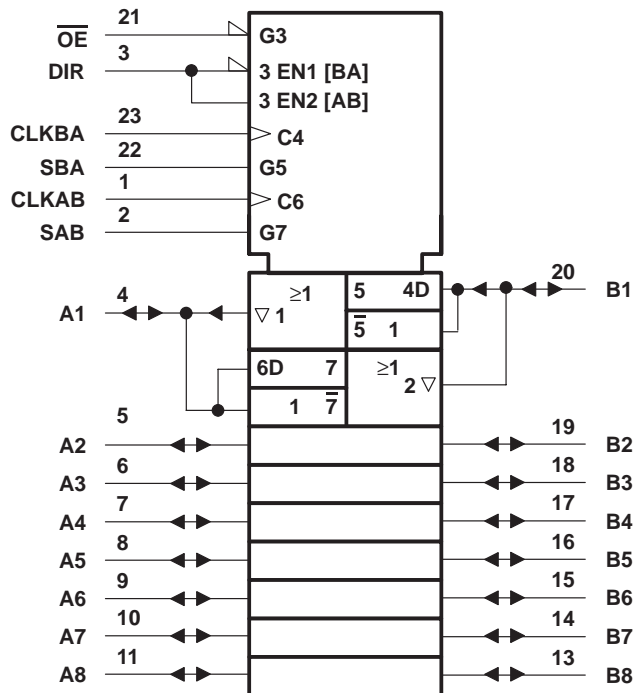 21
O̅E̅ G3
3
DIR 3 EN1 [BA]
3 EN2 [AB]
23
CLKBA C4
22
SBA G5
1
CLKAB C6
2
SAB G7
4 ≥1 5 4D 20
A1 ▽ 1 B1
5̅ 1
6D 7 ≥1
2 ▽
1 7̅
5 19
A2 B2
6 18
A3 B3
7 17
A4 B4
8 16
A5 B5
9 15
A6 B6
10 14
A7 B7
11 13
A8 B8